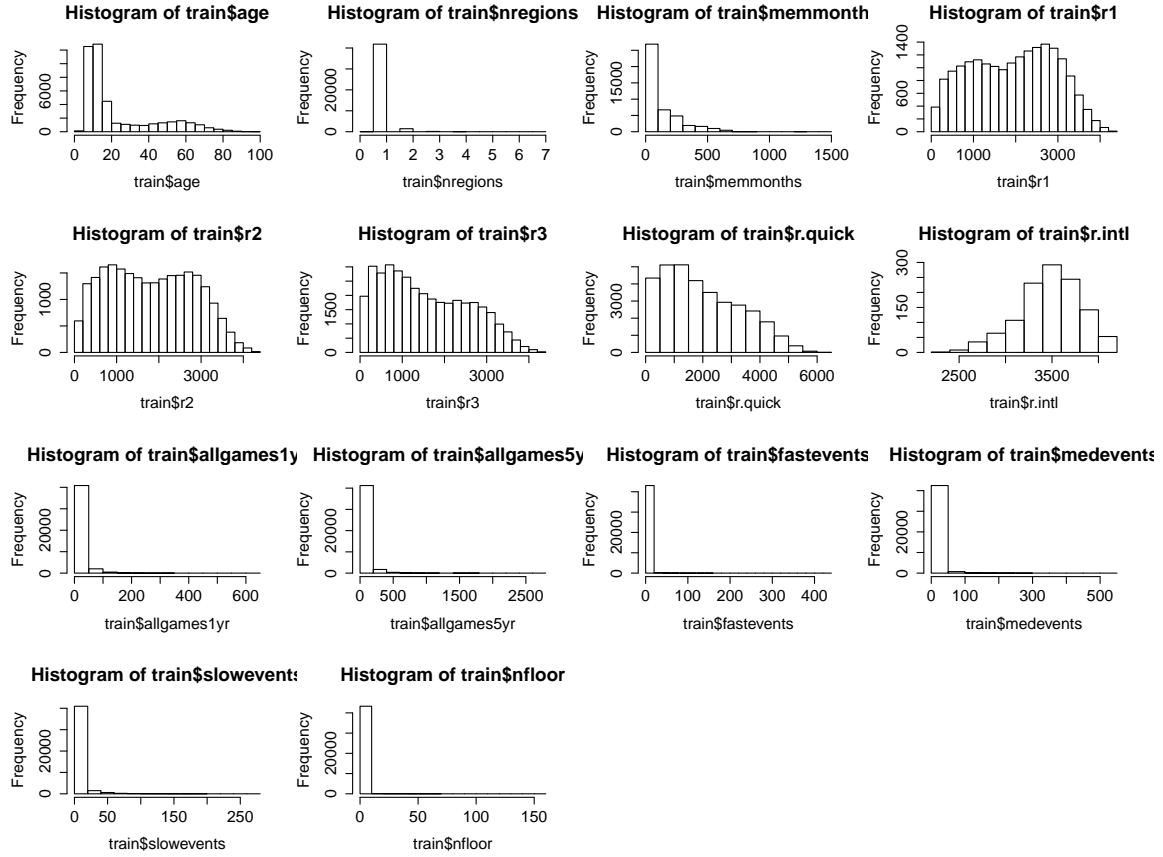 Histogram of train$age
Frequency
0 6000
0 20 40 60 80 100
train$age
Histogram of train$nregions
Frequency
0 20000
0 1 2 3 4 5 6 7
train$nregions
Histogram of train$memmonth
Frequency
0 15000
0 500 1000 1500
train$memmonths
Histogram of train$r1
Frequency
0 600 1400
0 1000 3000
train$r1
Histogram of train$r2
Frequency
0 1000
0 1000 3000
train$r2
Histogram of train$r3
Frequency
0 1500
0 1000 3000
train$r3
Histogram of train$r.quick
Frequency
0 3000
0 2000 4000 6000
train$r.quick
Histogram of train$r.intl
Frequency
0 150 300
2500 3500
train$r.intl
Histogram of train$allgames1y
Frequency
0 20000
0 200 400 600
train$allgames1yr
Histogram of train$allgames5y
Frequency
0 20000
0 500 1500 2500
train$allgames5yr
Histogram of train$fastevents
Frequency
0 20000
0 100 200 300 400
train$fastevents
Histogram of train$medevents
Frequency
0 20000
0 100 300 500
train$medevents
Histogram of train$slowevents
Frequency
0 20000
0 50 150 250
train$slowevents
Histogram of train$nfloor
Frequency
0 20000
0 50 100 150
train$nfloor